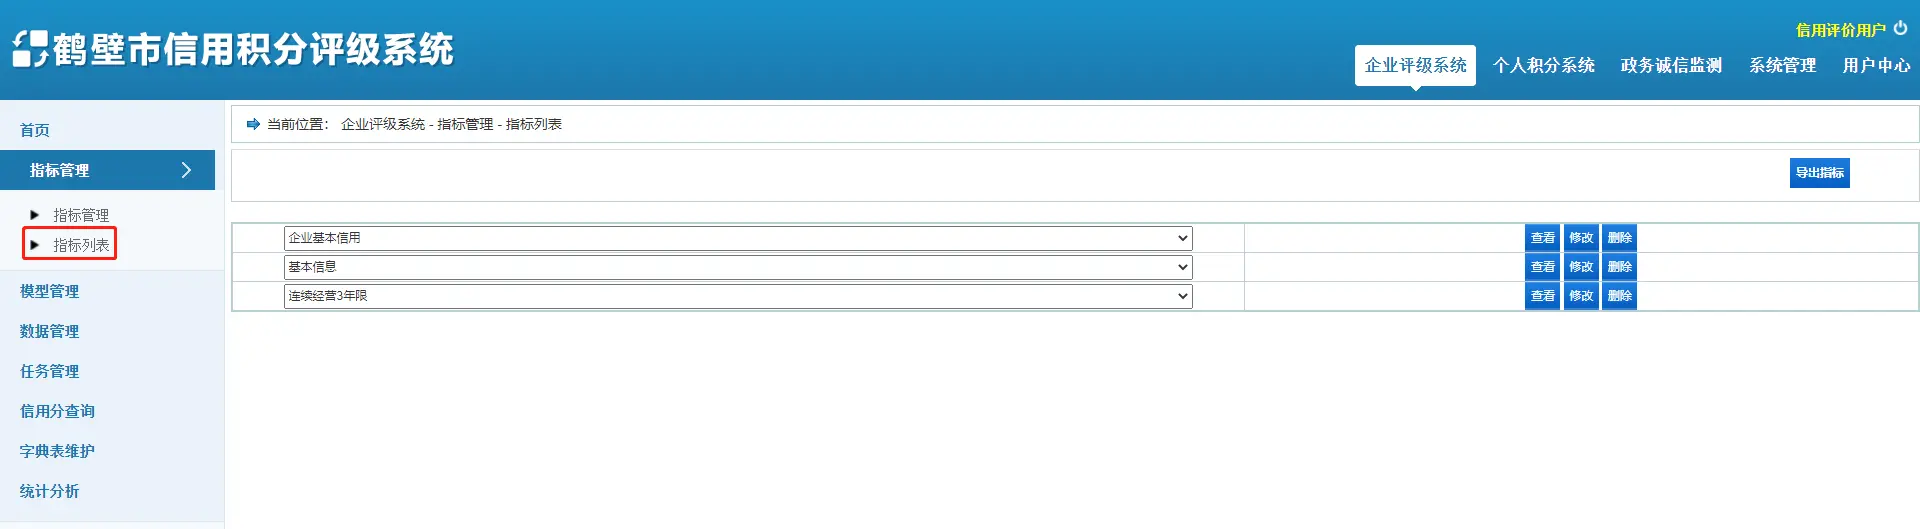 鹤壁市信用积分评级系统
信用评价用户
企业评级系统 个人积分系统 政务诚信监测 系统管理 用户中心
首页
指标管理
指标管理
指标列表
模型管理
数据管理
任务管理
信用分查询
字典表维护
统计分析
当前位置： 企业评级系统 - 指标管理 - 指标列表
导出指标
企业基本信用 查看 修改 删除
基本信息 查看 修改 删除
连续经营3年限 查看 修改 删除